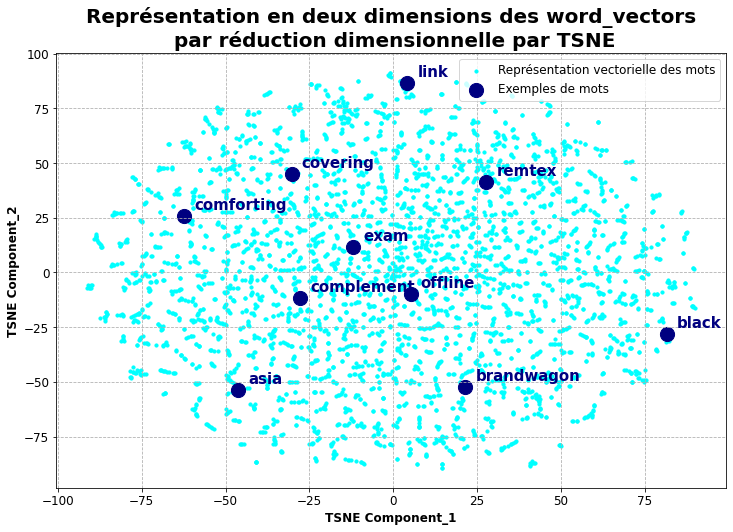 Représentation en deux dimensions des word_vectors
par réduction dimensionnelle par TSNE
Représentation vectorielle des mots
Exemples de mots
link
covering
remtex
comforting
exam
complement
offline
black
asia
brandwagon
100
75
50
25
0
−25
−50
−75
−100
−75
−50
−25
0
25
50
75
TSNE Component_2
TSNE Component_1